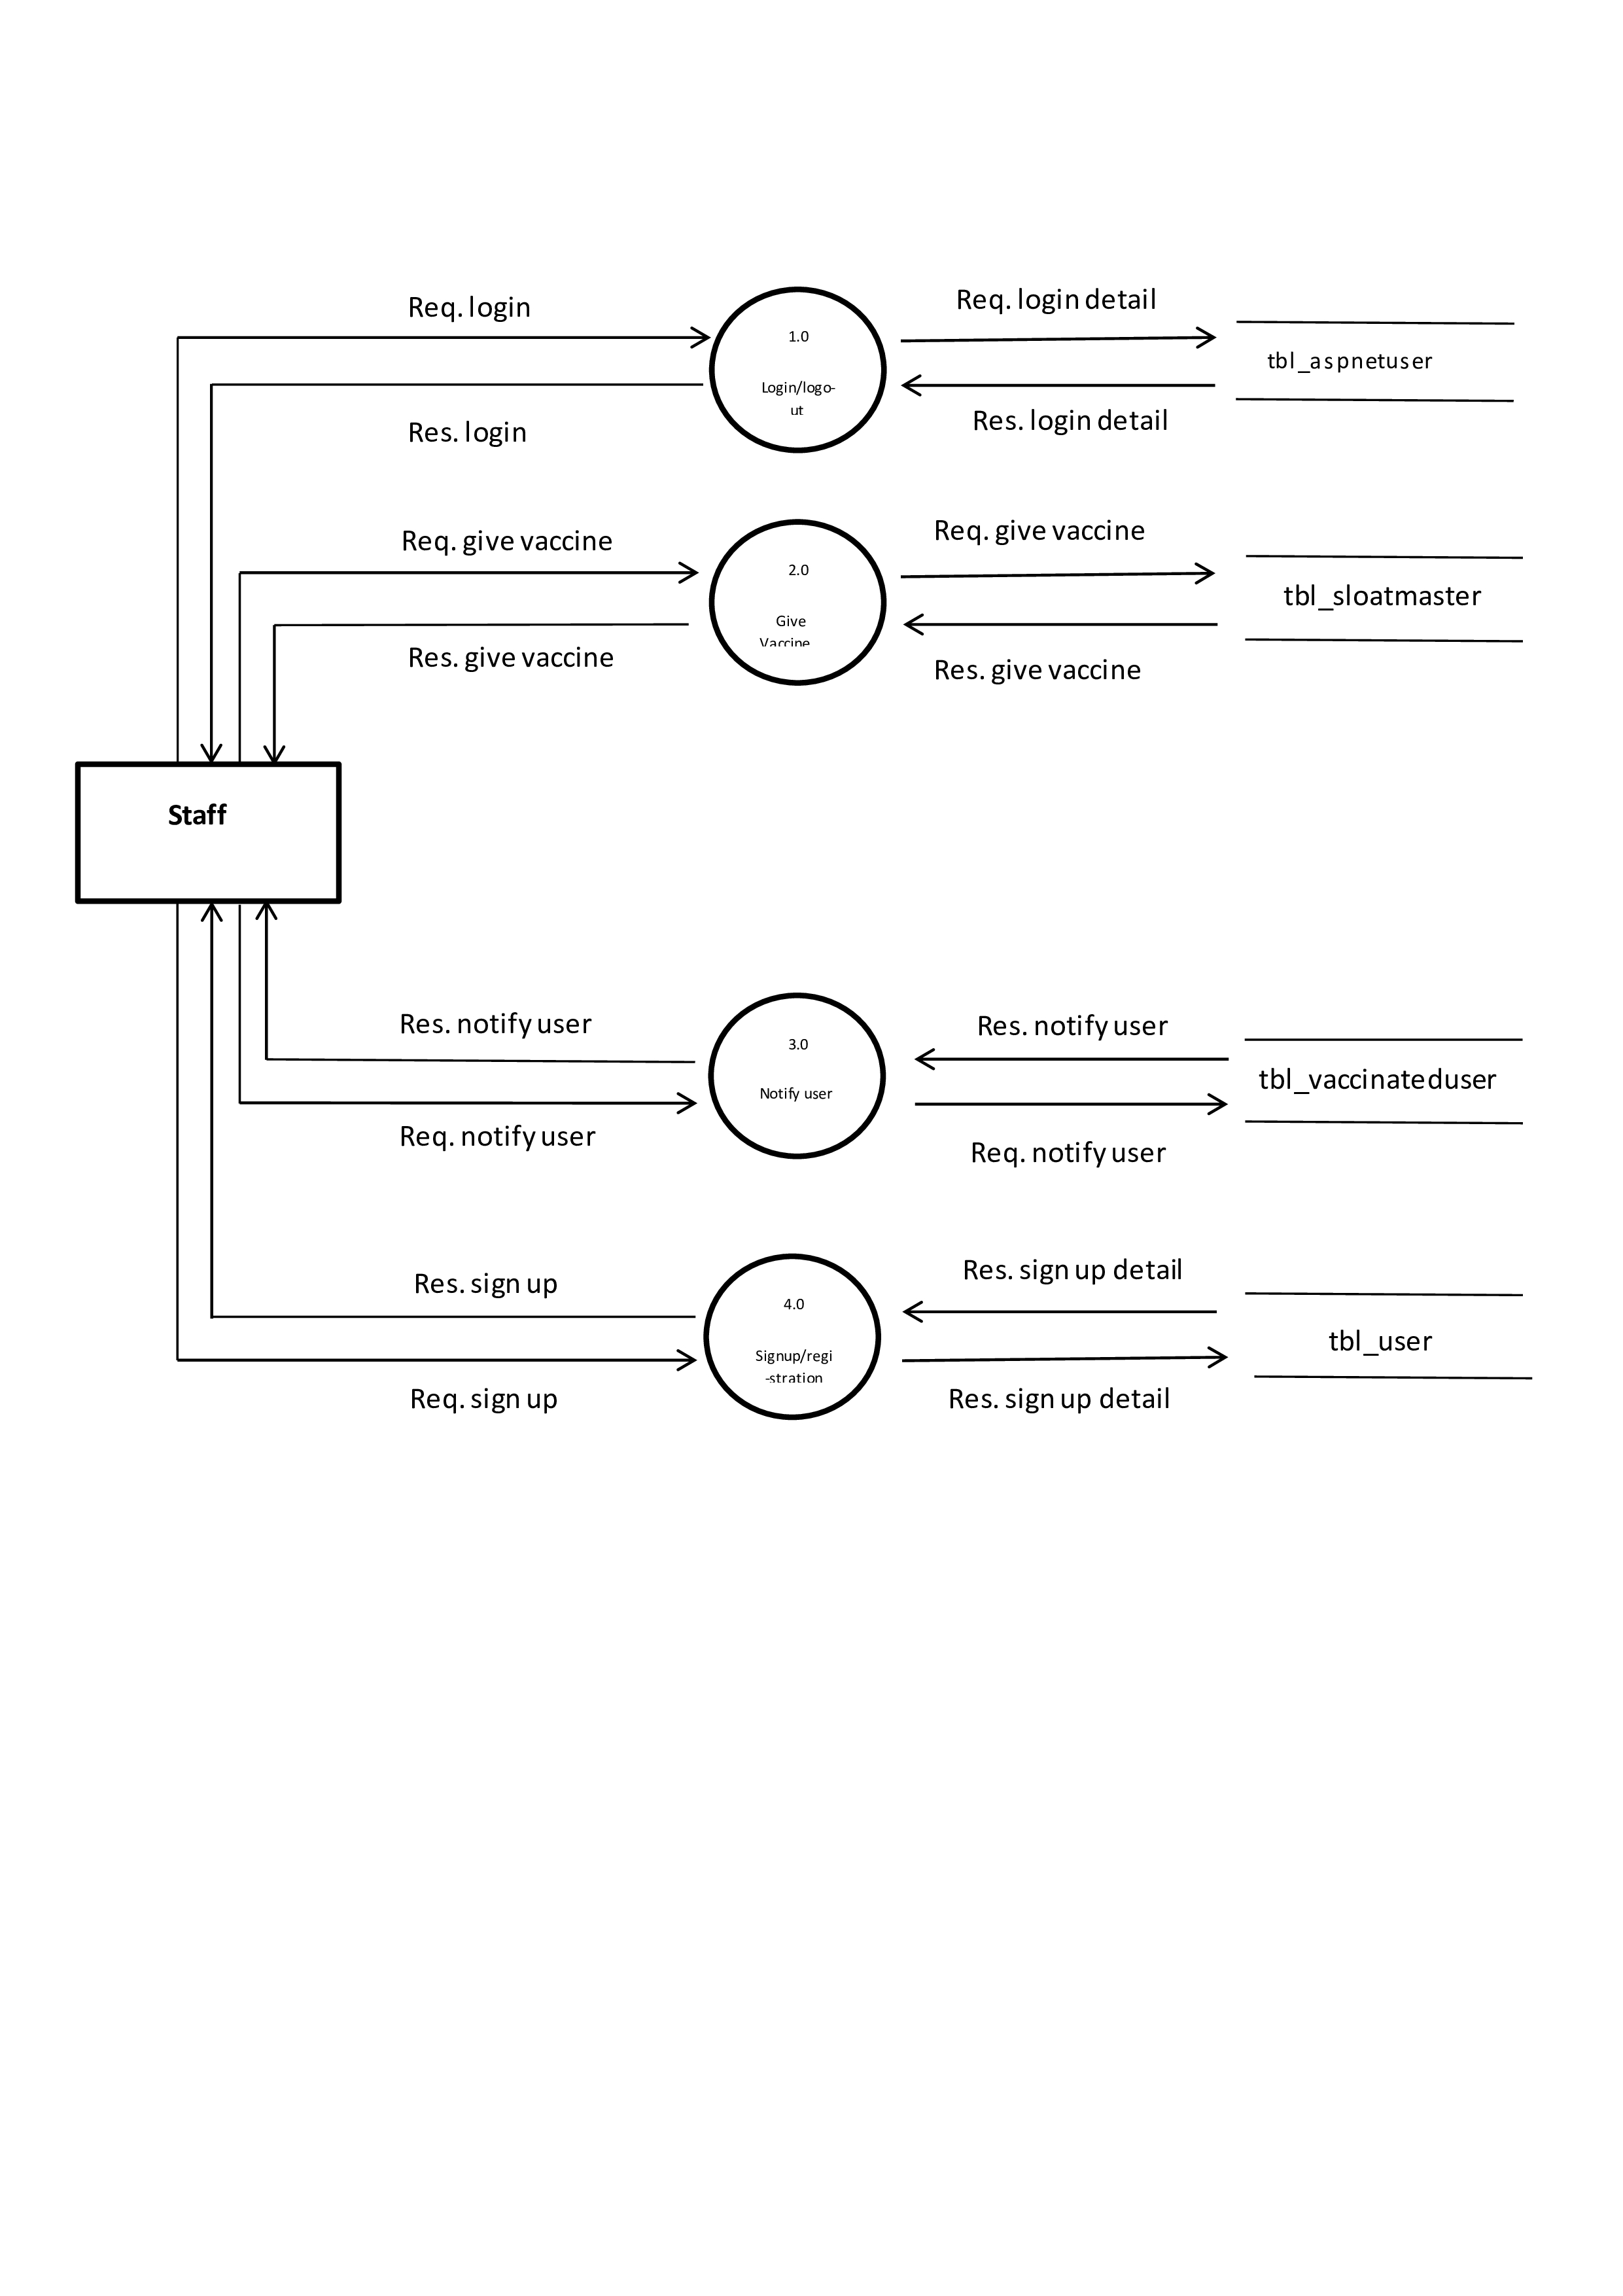 Req. login
Req. login detail
1.0
Login/logo-
ut
tbl_aspnetuser
Res. login
Res. login detail
Req. give vaccine
Req. give vaccine
2.0
Give
Vaccine
tbl_sloatmaster
Res. give vaccine
Res. give vaccine
Staff
Res. notify user
Res. notify user
3.0
Notify user
tbl_vaccinateduser
Req. notify user
Req. notify user
Res. sign up
Res. sign up detail
4.0
Signup/regi
-stration
tbl_user
Req. sign up
Res. sign up detail